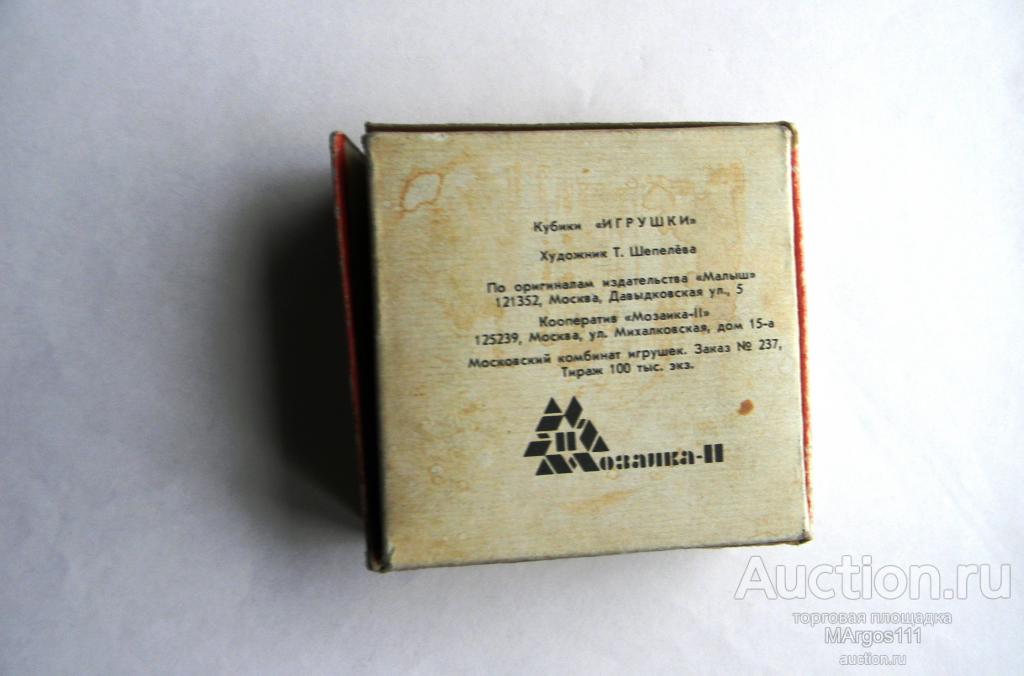 Кубики «ИГРУШКИ»
Художник Т. Шепелёва
По оригиналам издательства «Малыш»
121352, Москва, Давыдковская ул., 5
Кооператив «Мозаика-II»
125239, Москва, ул. Михалковская, дом 15-а
Московский комбинат игрушек. Заказ № 237,
Тираж 100 тыс. экз.
Мозаика-II
Auction.ru
торговая площадка
MArgos111
auction.ru